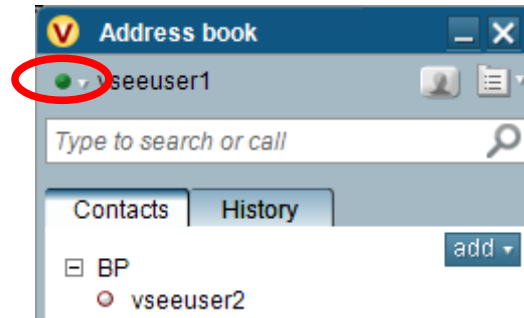 V Address book
vseeuser1
Type to search or call
Contacts History
add
BP
vseeuser2